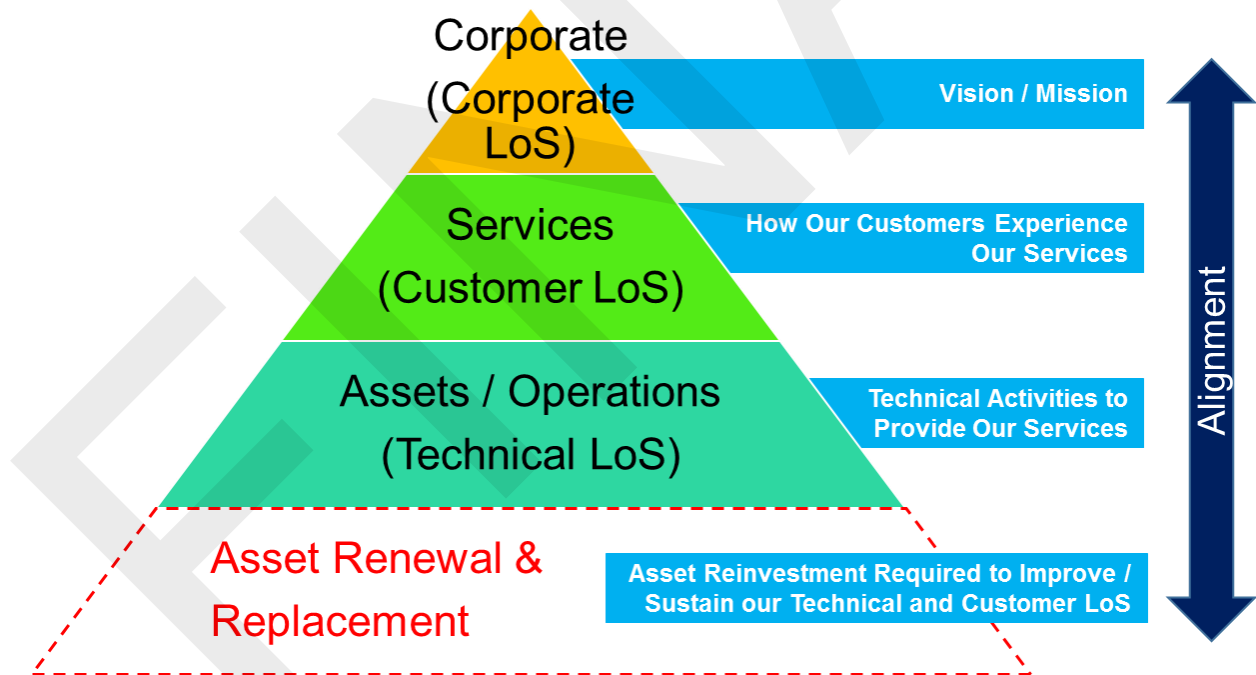 Corporate
(Corporate
LoS)
Vision / Mission
Services
(Customer LoS)
How Our Customers Experience
Our Services
Assets / Operations
(Technical LoS)
Technical Activities to
Provide Our Services
Asset Renewal &
Replacement
Asset Reinvestment Required to Improve /
Sustain our Technical and Customer LoS
Alignment